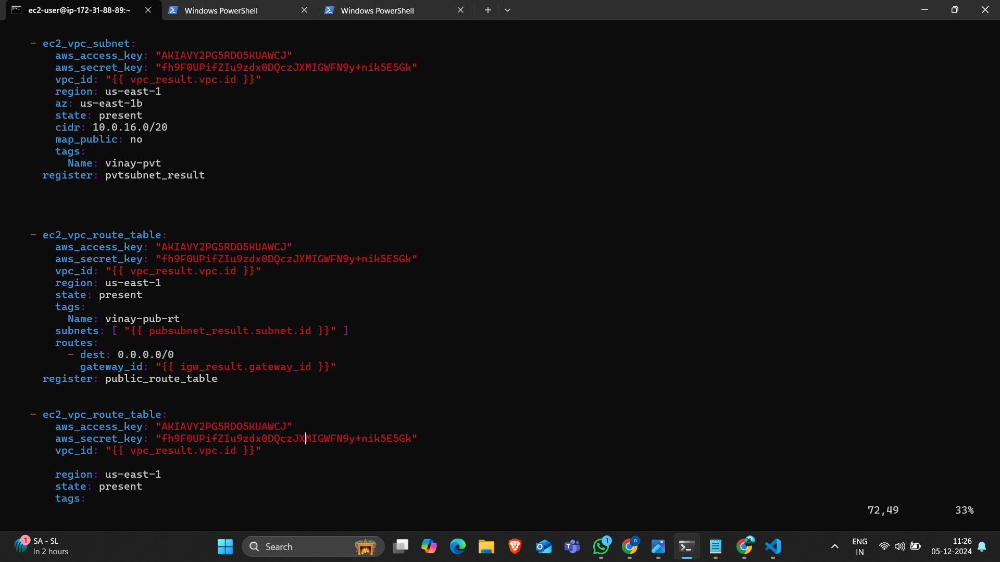 ec2-user@ip-172-31-88-89:~
Windows PowerShell
Windows PowerShell
- ec2_vpc_subnet:
aws_access_key: "AKIAVY2PG5RDO5KUAWCJ"
aws_secret_key: "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"
vpc_id: "{{ vpc_result.vpc.id }}"
region: us-east-1
az: us-east-1b
state: present
cidr: 10.0.16.0/20
map_public: no
tags:
Name: vinay-pvt
register: pvtsubnet_result
- ec2_vpc_route_table:
aws_access_key: "AKIAVY2PG5RDO5KUAWCJ"
aws_secret_key: "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"
vpc_id: "{{ vpc_result.vpc.id }}"
region: us-east-1
state: present
tags:
Name: vinay-pub-rt
subnets: [ "{{ pubsubnet_result.subnet.id }}" ]
routes:
- dest: 0.0.0.0/0
gateway_id: "{{ igw_result.gateway_id }}"
register: public_route_table
- ec2_vpc_route_table:
aws_access_key: "AKIAVY2PG5RDO5KUAWCJ"
aws_secret_key: "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"
vpc_id: "{{ vpc_result.vpc.id }}"
region: us-east-1
state: present
tags:
72,49 33%
1
SA - SL
In 2 hours
Search
1
n
ENG
IN
11:26
05-12-2024